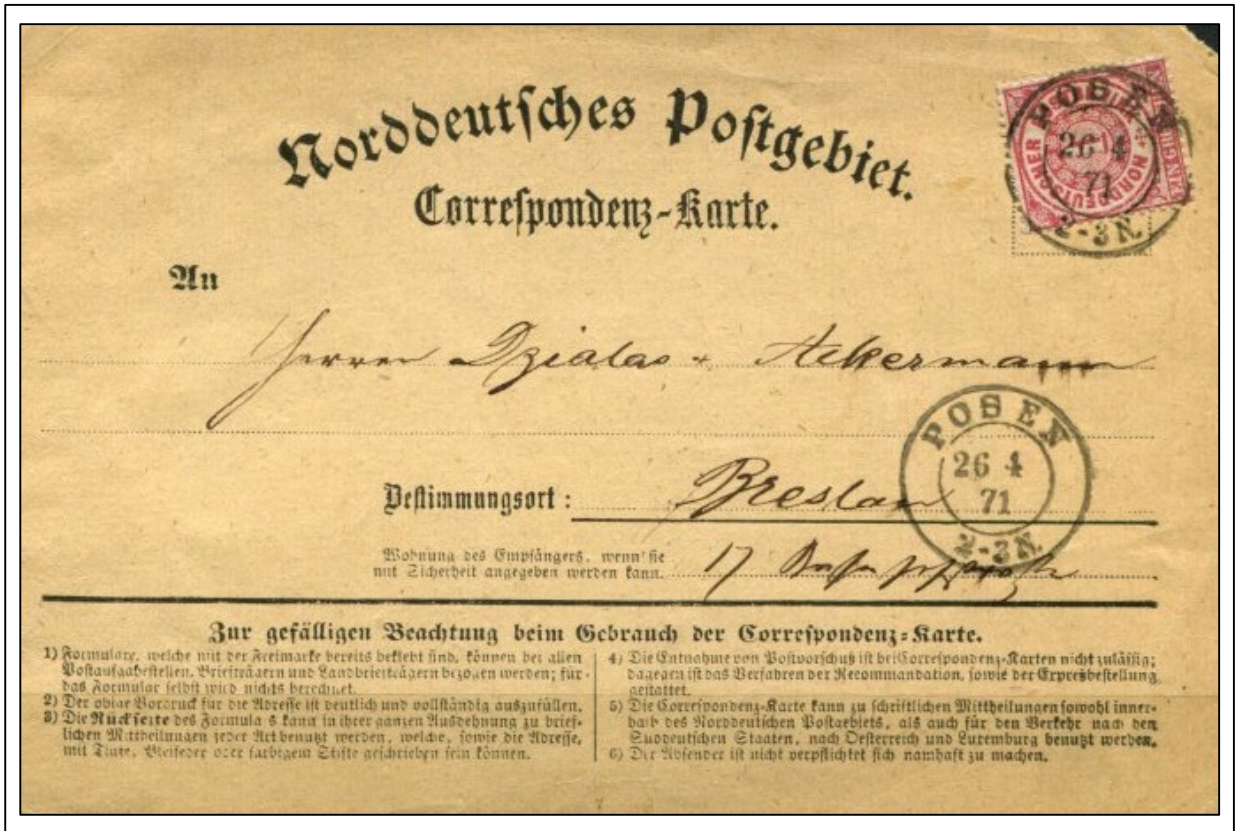 Norddeutsches Postgebiet.
Correspondenz-Karte.
NORDDEUTSCHER
POSEN
26 4
71
2-3N.
An
Herren Dzialas + Ackermann
POSEN
26 4
71
2-3N.
Bestimmungsort: Breslau
Wohnung des Empfängers, wenn sie
mit Sicherheit angegeben werden kann. 17
Zur gefälligen Beachtung beim Gebrauch der Correspondenz-Karte.
1) Formulare, welche mit der Freimarke bereits beklebt sind, können bei allen
Postausgabestellen, Briefträgern und Landbriefträgern bezogen werden; für
das Formular selbst wird nichts berechnet.
2) Der obige Vordruck für die Adresse ist deutlich und vollständig auszufüllen.
3) Die Rückseite des Formula s kann in ihrer ganzen Ausdehnung zu brief-
lichen Mittheilungen jeder Art benutzt werden, welche, sowie die Adresse,
mit Tinte, Bleifeder oder farbigem Stifte geschrieben sein können.
4) Die Entnahme von Postvorschuß ist bei Correspondenz-Karten nicht zulässig;
dagegen ist das Verfahren der Recommandation, sowie der Expreßbestellung
gestattet.
5) Die Correspondenz-Karte kann zu schriftlichen Mittheilungen sowohl inner-
halb des Norddeutschen Postgebiets, als auch für den Verkehr nach den
Süddeutschen Staaten, nach Oesterreich und Luxemburg benutzt werden.
6) Der Absender ist nicht verpflichtet sich namhaft zu machen.